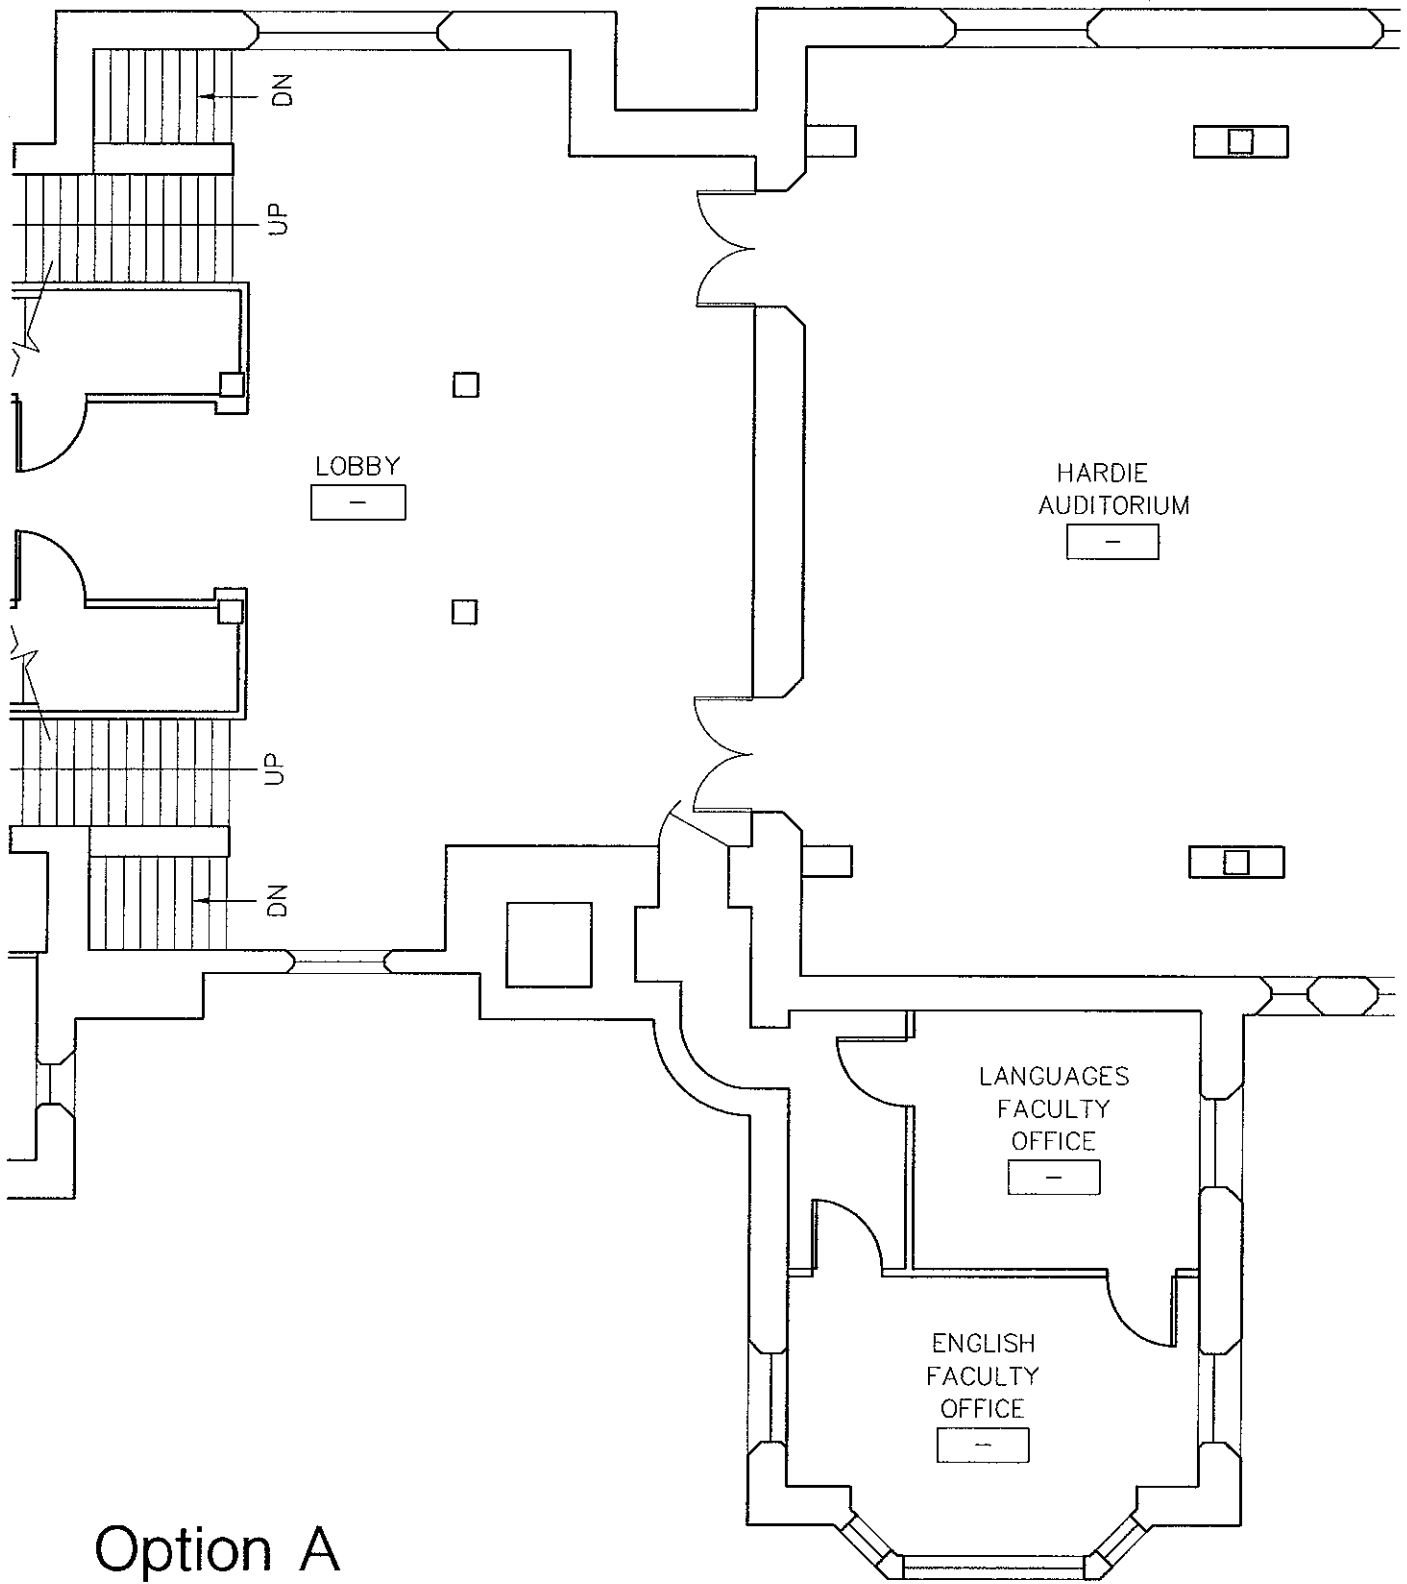 DN
UP
LOBBY
-
HARDIE
AUDITORIUM
-
UP
DN
LANGUAGES
FACULTY
OFFICE
-
ENGLISH
FACULTY
OFFICE
-
Option A